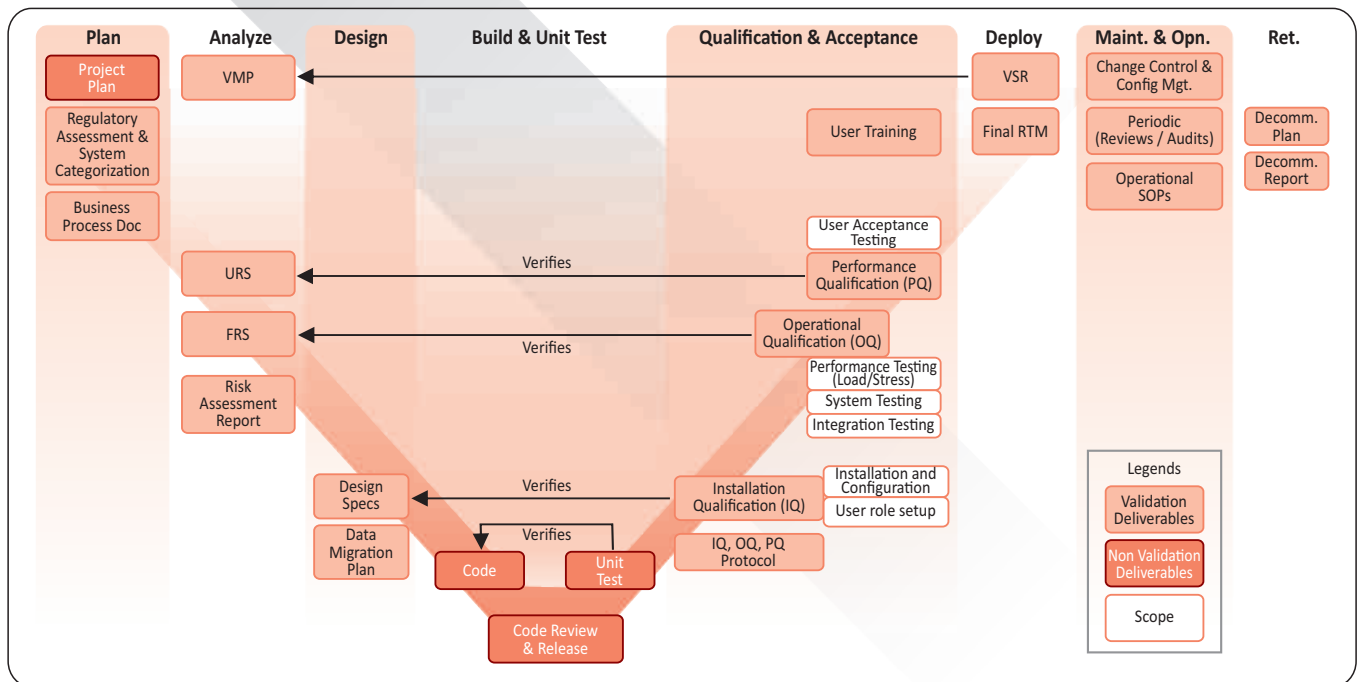 Plan
Analyze
Design
Build & Unit Test
Qualification & Acceptance
Deploy
Maint. & Opn.
Ret.
Project
Plan
VMP
VSR
Change Control &
Config Mgt.
Regulatory
Assessment &
System
Categorization
User Training
Final RTM
Periodic
(Reviews / Audits)
Decomm.
Plan
Decomm.
Report
Operational
SOPs
Business
Process Doc
User Acceptance
Testing
URS
Verifies
Performance
Qualification (PQ)
FRS
Verifies
Operational
Qualification (OQ)
Performance Testing
(Load/Stress)
System Testing
Integration Testing
Risk
Assessment
Report
Design
Specs
Verifies
Installation
Qualification (IQ)
Installation and
Configuration
User role setup
Data
Migration
Plan
Verifies
Code
Unit
Test
IQ, OQ, PQ
Protocol
Code Review
& Release
Legends
Validation
Deliverables
Non Validation
Deliverables
Scope